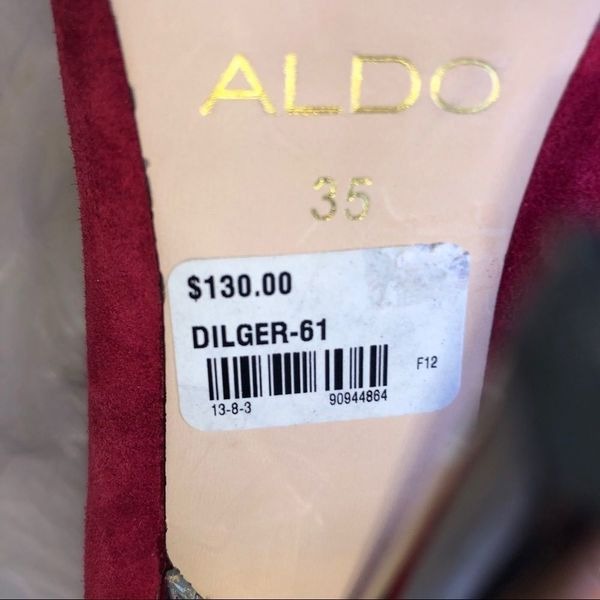 ALDO
35
$130.00
DILGER-61
F12
13-8-3 90944864